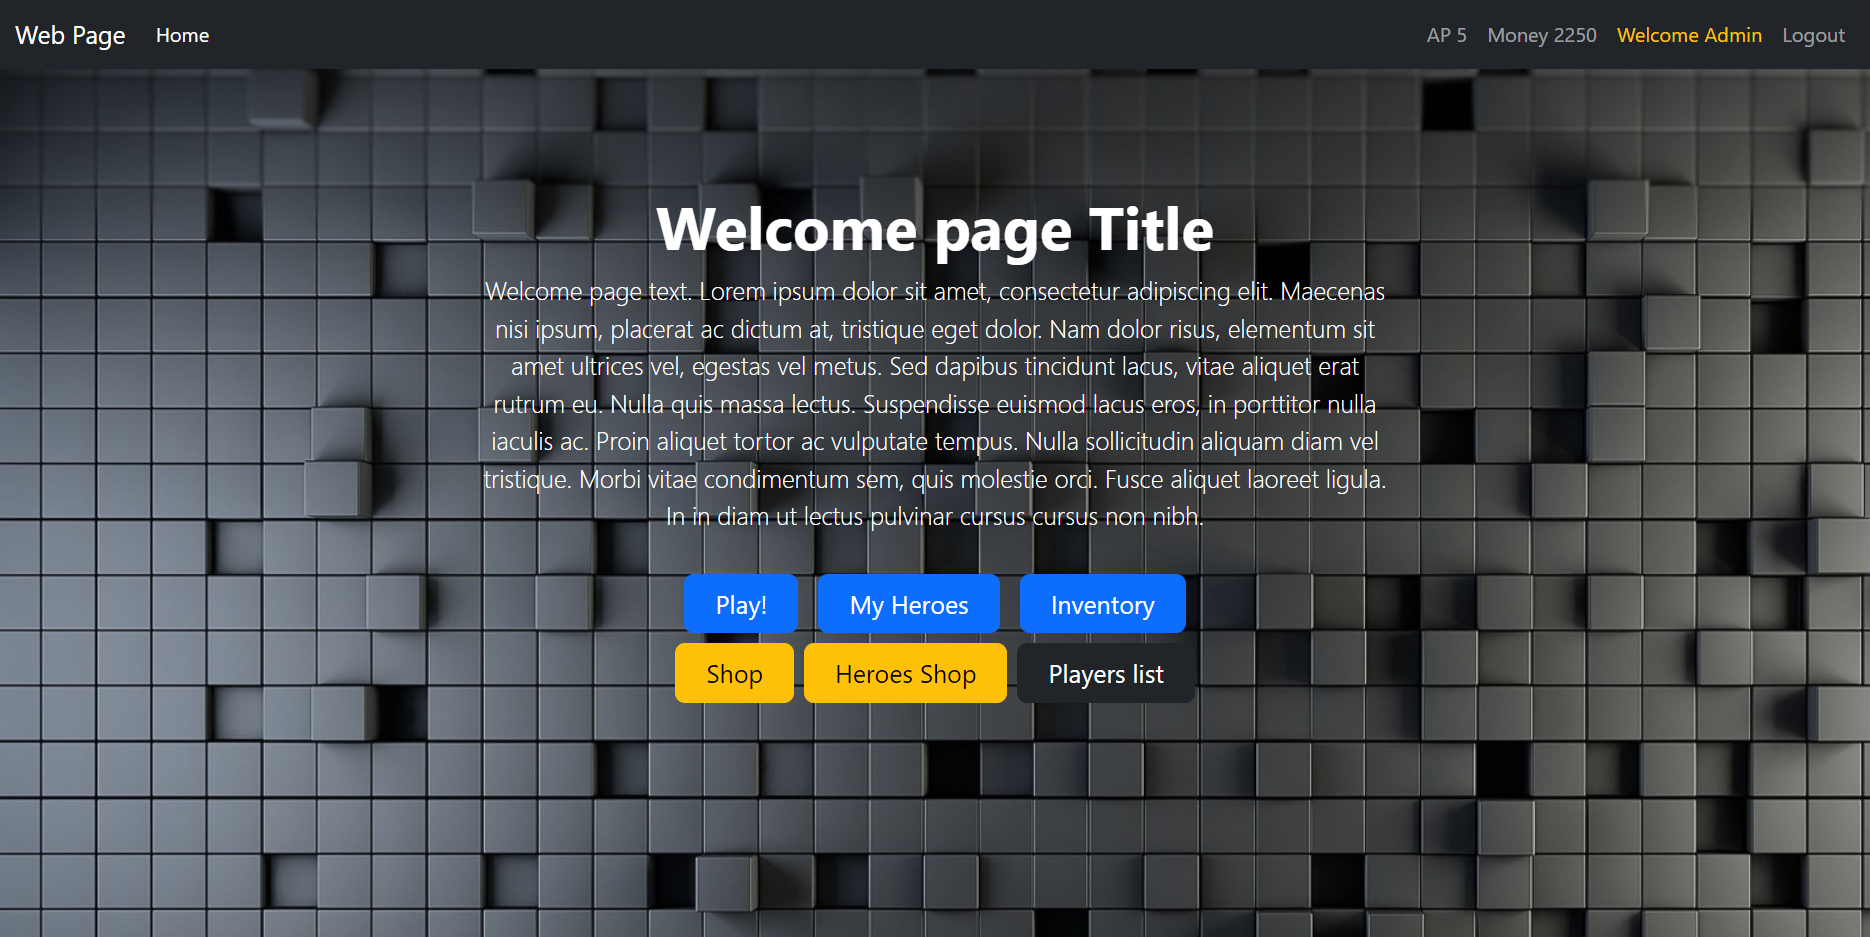 Web Page Home AP 5 Money 2250 Welcome Admin Logout
Welcome page Title
Welcome page text. Lorem ipsum dolor sit amet, consectetur adipiscing elit. Maecenas
nisi ipsum, placerat ac dictum at, tristique eget dolor. Nam dolor risus, elementum sit
amet ultrices vel, egestas vel metus. Sed dapibus tincidunt lacus, vitae aliquet erat
rutrum eu. Nulla quis massa lectus. Suspendisse euismod lacus eros, in porttitor nulla
iaculis ac. Proin aliquet tortor ac vulputate tempus. Nulla sollicitudin aliquam diam vel
tristique. Morbi vitae condimentum sem, quis molestie orci. Fusce aliquet laoreet ligula.
In in diam ut lectus pulvinar cursus cursus non nibh.
Play! My Heroes Inventory
Shop Heroes Shop Players list